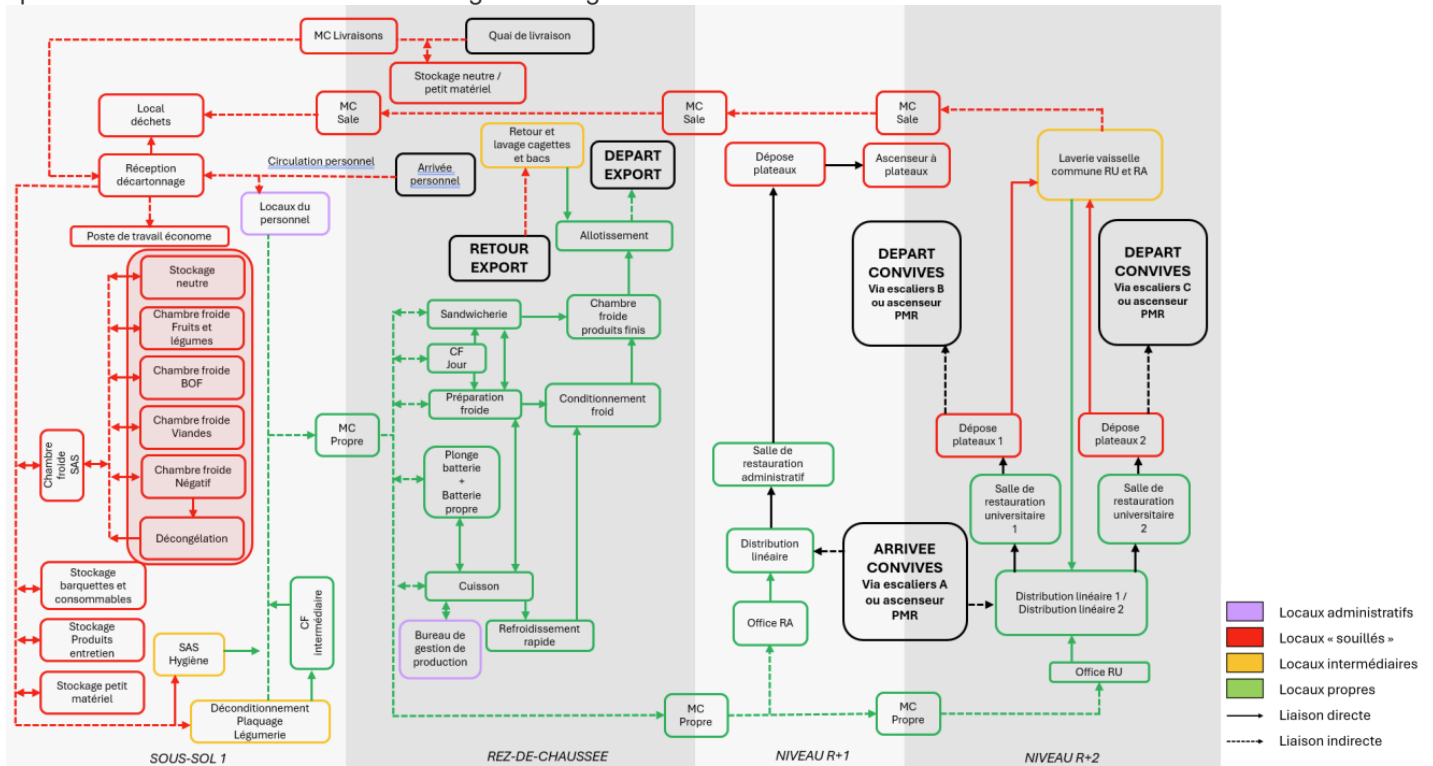 MC Livraisons
Quai de livraison
Stockage neutre /
petit matériel
Local
déchets
MC
Sale
MC
Sale
MC
Sale
Retour et
lavage cagettes
et bacs
DEPART
EXPORT
Dépose
plateaux
Ascenseur à
plateaux
Laverie vaisselle
commune RU et RA
Réception
décartonnage
Circulation personnel
Arrivée
personnel
Locaux du
personnel
Poste de travail économe
RETOUR
EXPORT
Allotissement
DEPART
CONVIVES
Via escaliers B
ou ascenseur
PMR
DEPART
CONVIVES
Via escaliers C
ou ascenseur
PMR
Stockage
neutre
Chambre froide
Fruits et
légumes
Chambre froide
BOF
Chambre froide
Viandes
Chambre froide
Négatif
Décongélation
Chambre
froide
SAS
Sandwicherie
Chambre
froide
produits finis
CF
Jour
Préparation
froide
Conditionnement
froid
MC
Propre
Plonge
batterie
+
Batterie
propre
Cuisson
Bureau de
gestion de
production
Refroidissement
rapide
Salle de
restauration
administratif
Distribution
linéaire
Office RA
ARRIVEE
CONVIVES
Via escaliers A
ou ascenseur
PMR
Dépose
plateaux 1
Dépose
plateaux 2
Salle de
restauration
universitaire
1
Salle de
restauration
universitaire
2
Distribution linéaire 1 /
Distribution linéaire 2
Office RU
Stockage
barquettes et
consommables
Stockage
Produits
entretien
Stockage petit
matériel
SAS
Hygiène
CF
intermédiaire
Déconditionnement
Plaquage
Légumerie
MC
Propre
MC
Propre
SOUS-SOL 1
REZ-DE-CHAUSSEE
NIVEAU R+1
NIVEAU R+2
Locaux administratifs
Locaux « souillés »
Locaux intermédiaires
Locaux propres
Liaison directe
Liaison indirecte